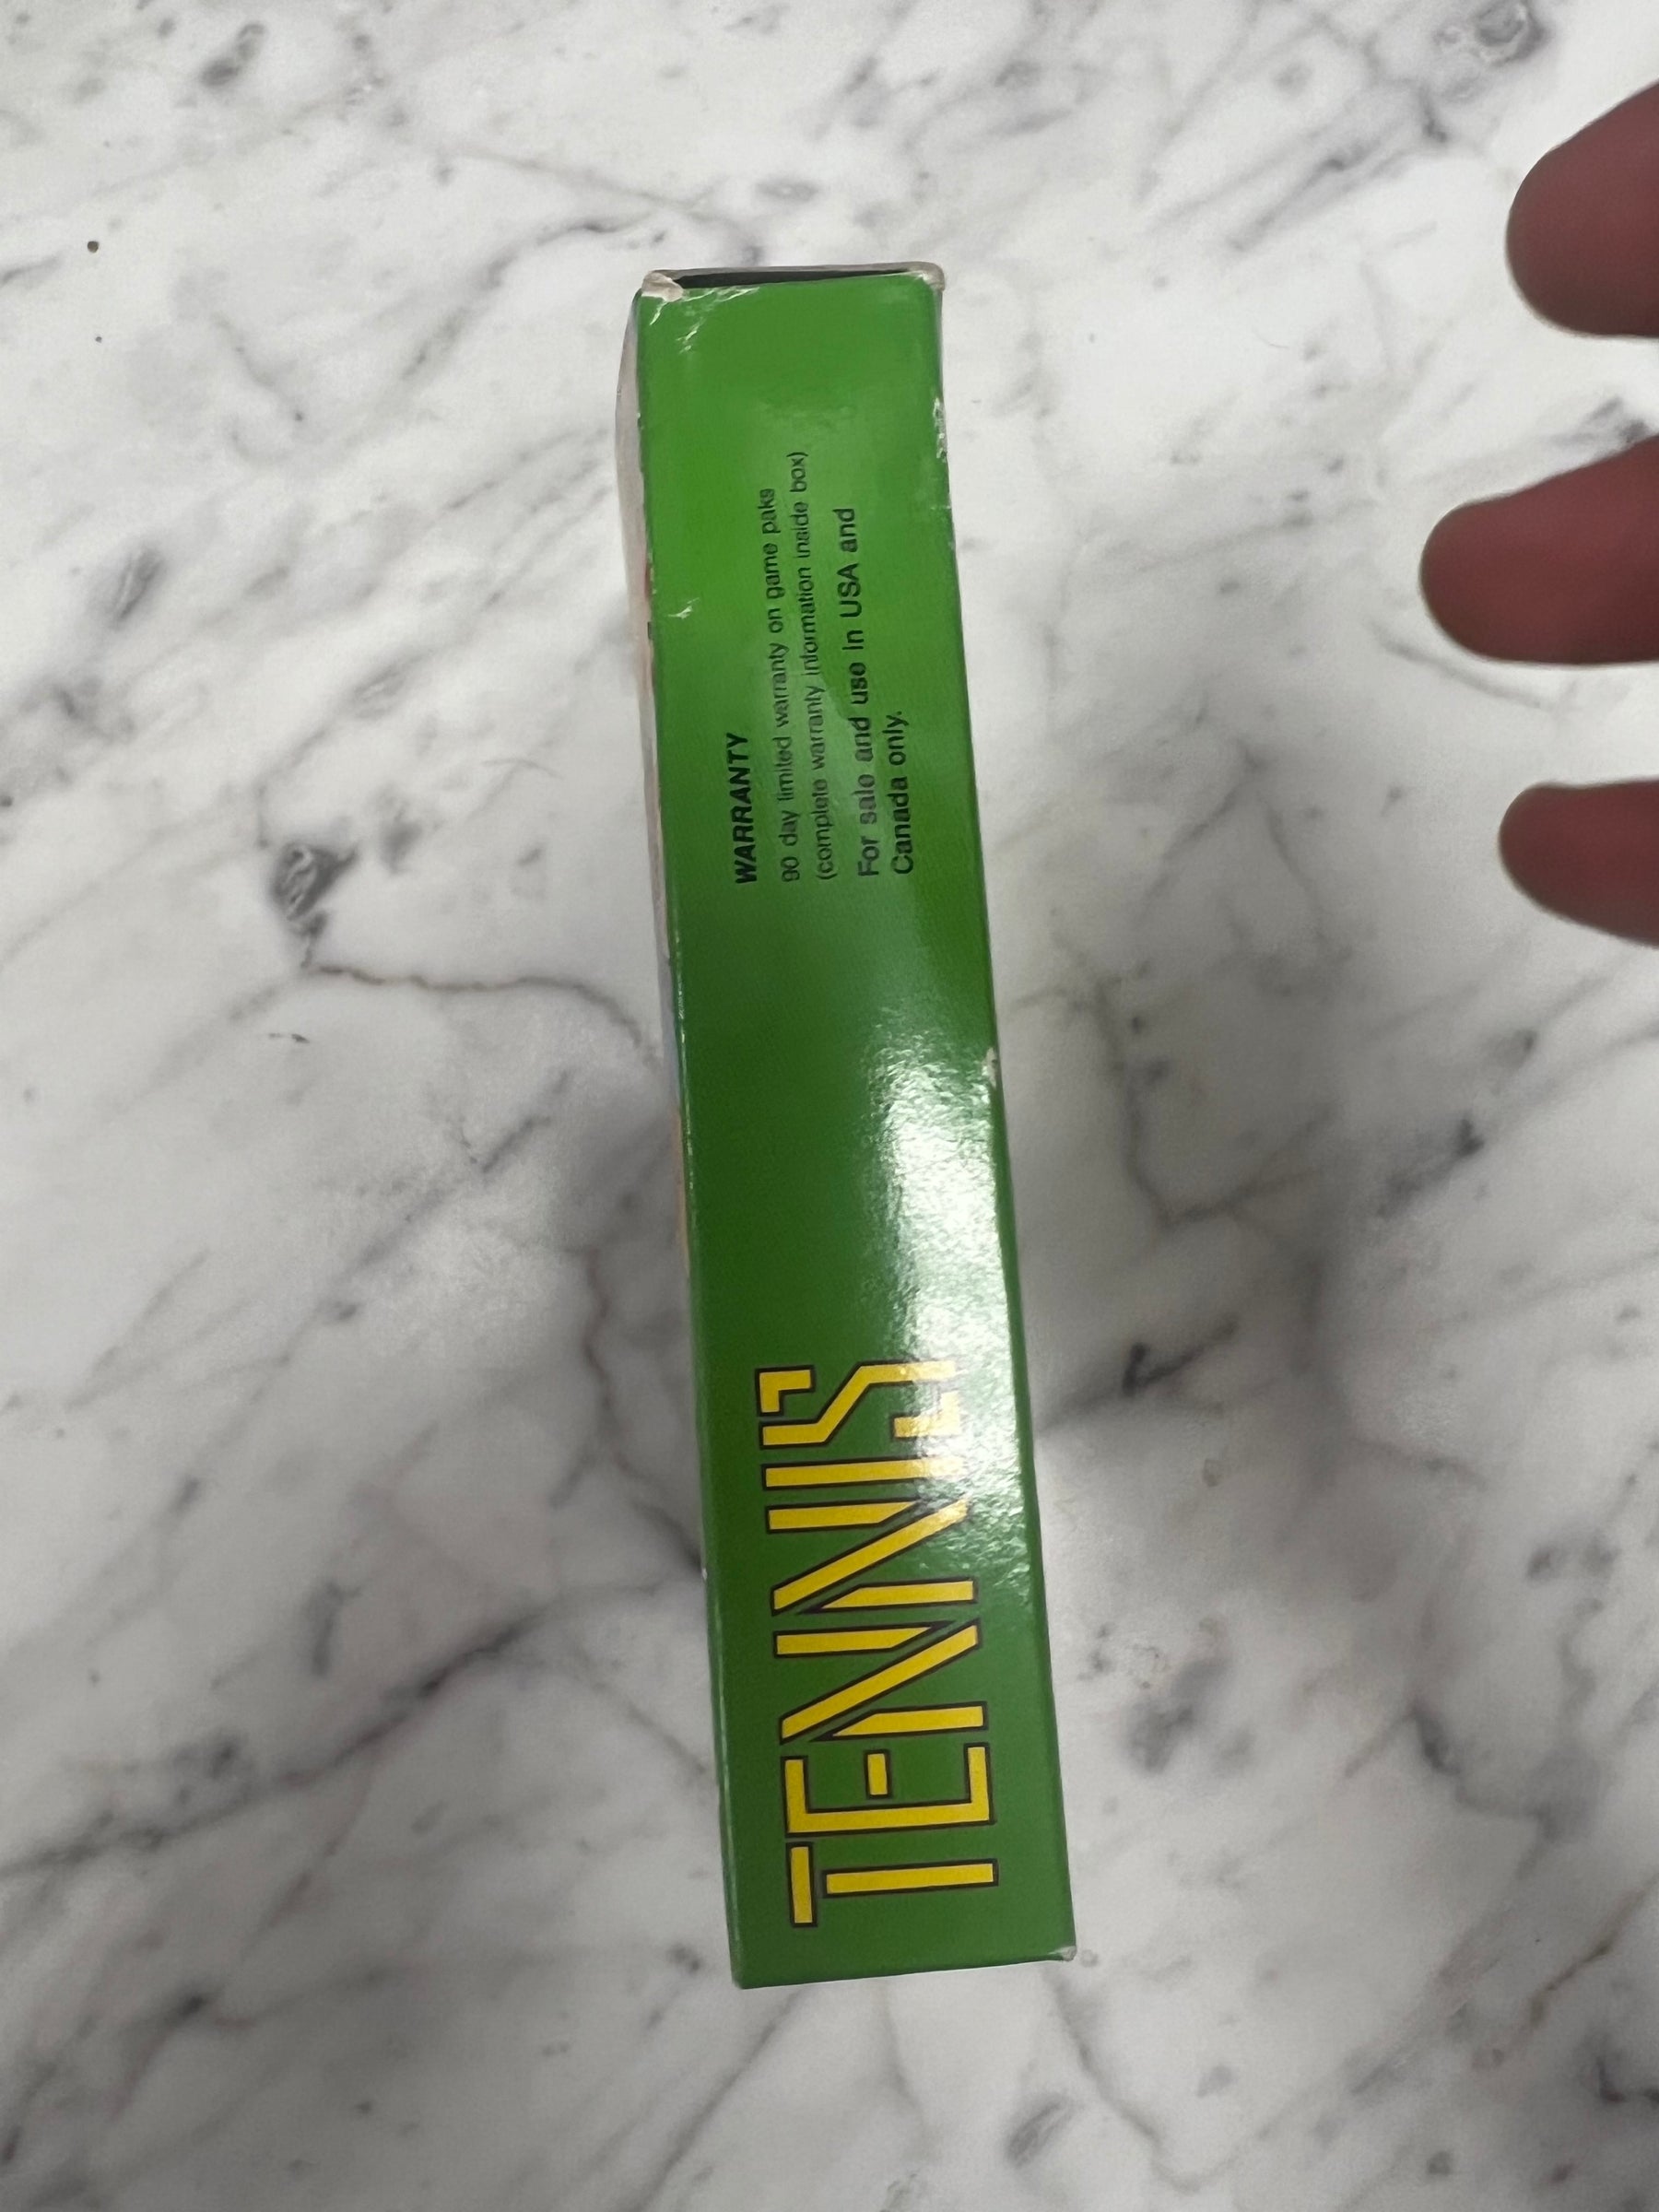 TENNIS
WARRANTY
90 day limited warranty on game paks
(complete warranty information inside box)
For sale and use in USA and
Canada only.